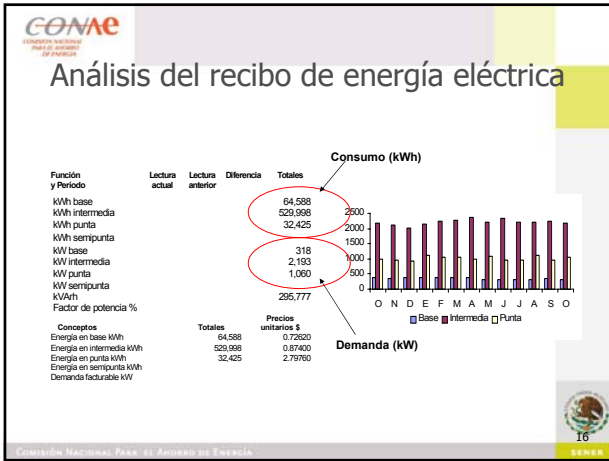 CONAE
COMISIÓN NACIONAL
PARA EL AHORRO
DE ENERGÍA
Análisis del recibo de energía eléctrica
Consumo (kWh)
Función
y Período
Lectura
actual
Lectura
anterior
Diferencia
Totales
kWh base 64,588
kWh intermedia 529,998
kWh punta 32,425
kWh semipunta
kW base 318
kW intermedia 2,193
kW punta 1,060
kW semipunta
kVArh 295,777
Factor de potencia %
2500
2000
1500
1000
500
0
O N D E F M A M J J A S O
Base Intermedia Punta
Demanda (kW)
Conceptos
Totales
Precios
unitarios $
Energía en base kWh 64,588 0.72620
Energía en intermedia kWh 529,998 0.87400
Energía en punta kWh 32,425 2.79760
Energía en semipunta kWh
Demanda facturable kW
16
COMISIÓN NACIONAL PARA EL AHORRO DE ENERGÍA
SENER